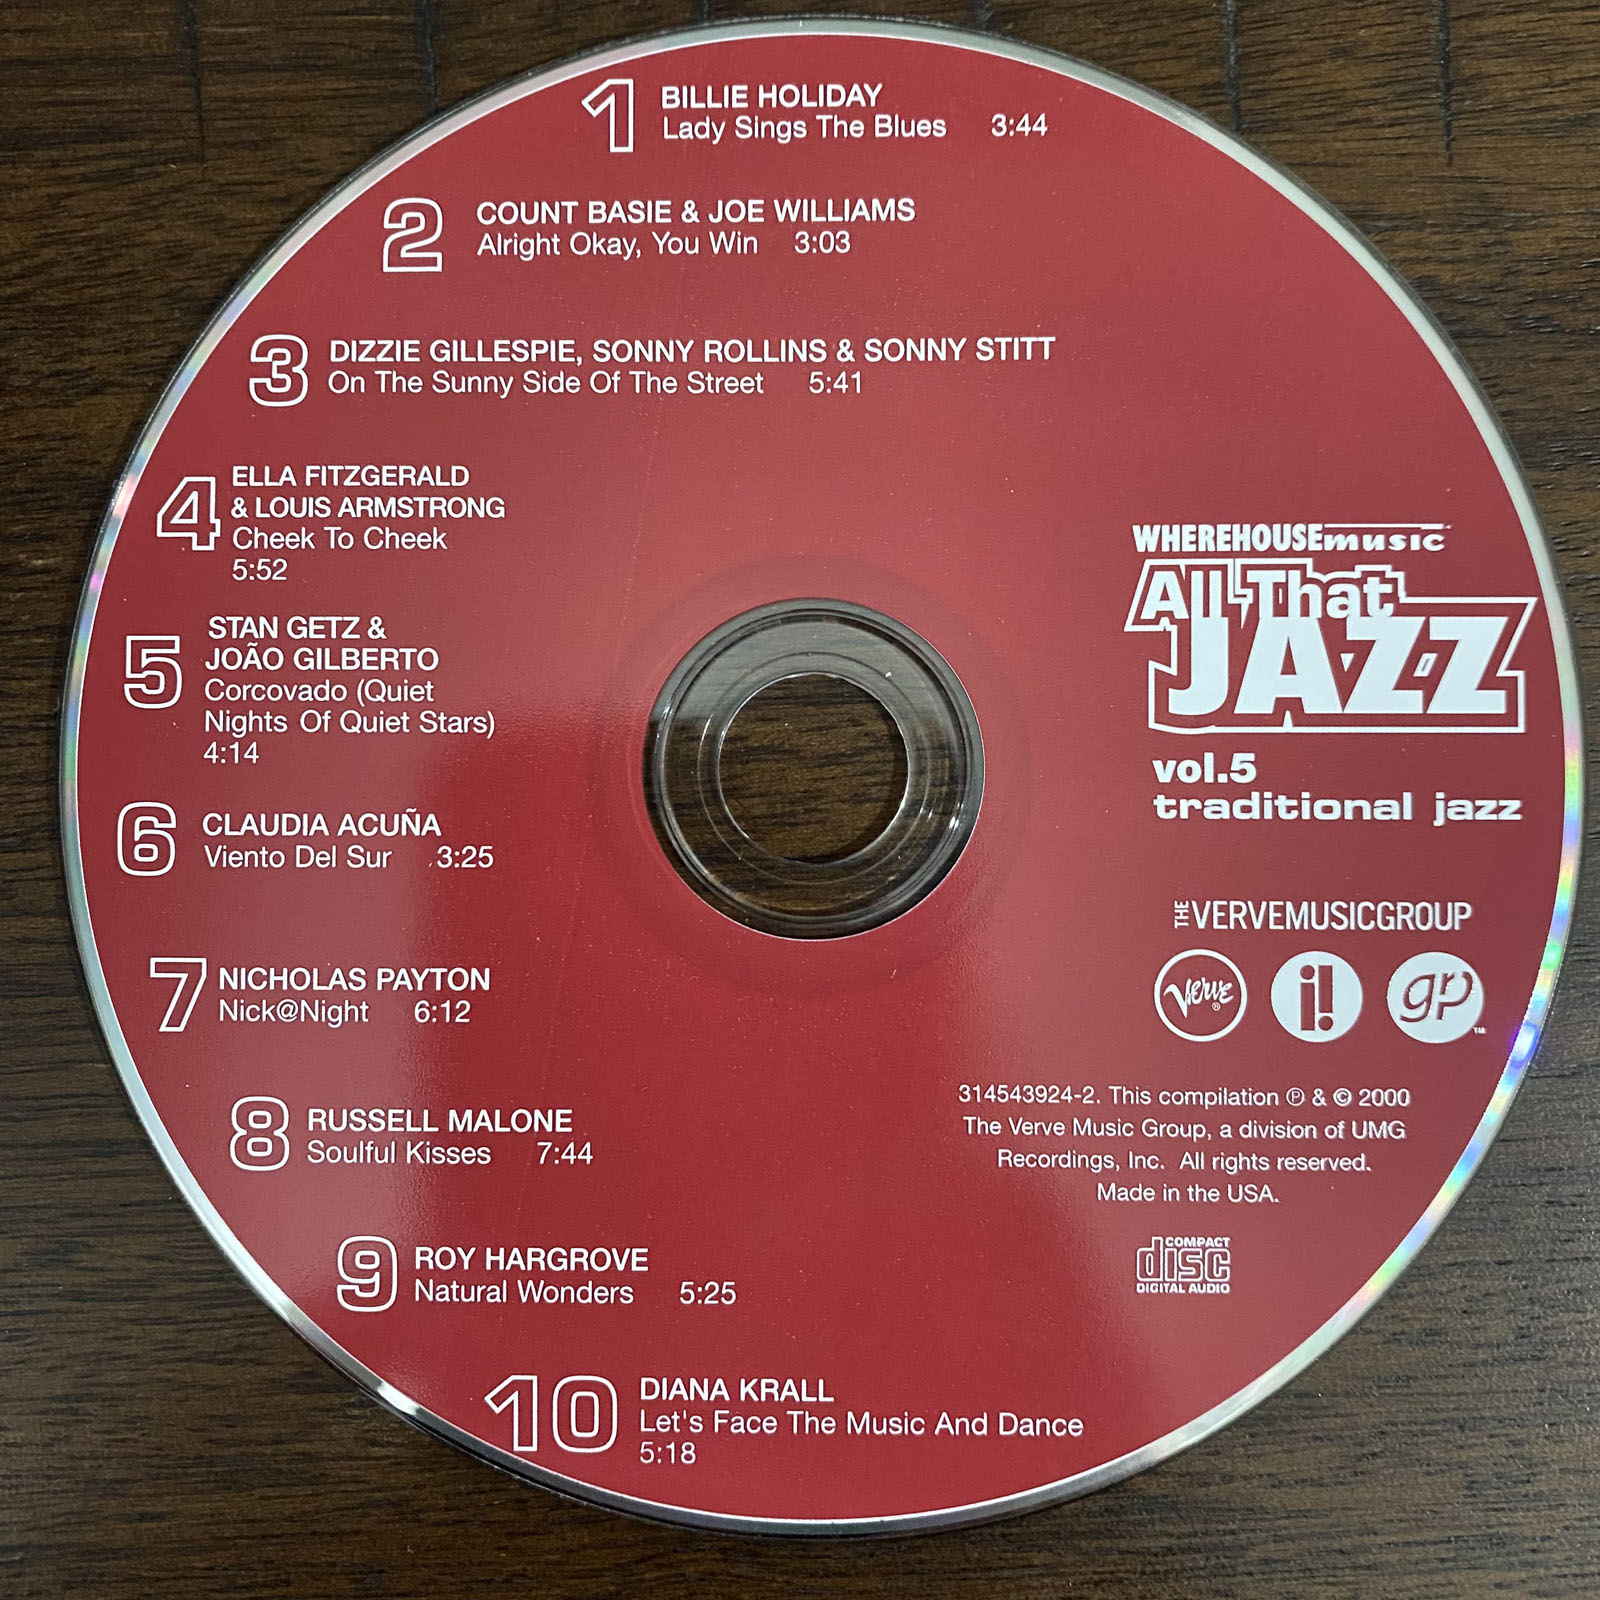 1 BILLIE HOLIDAY
Lady Sings The Blues 3:44
2 COUNT BASIE & JOE WILLIAMS
Alright Okay, You Win 3:03
3 DIZZIE GILLESPIE, SONNY ROLLINS & SONNY STITT
On The Sunny Side Of The Street 5:41
4 ELLA FITZGERALD
& LOUIS ARMSTRONG
Cheek To Cheek
5:52
5 STAN GETZ &
JOÃO GILBERTO
Corcovado (Quiet
Nights Of Quiet Stars)
4:14
6 CLAUDIA ACUÑA
Viento Del Sur 3:25
7 NICHOLAS PAYTON
Nick@Night 6:12
8 RUSSELL MALONE
Soulful Kisses 7:44
9 ROY HARGROVE
Natural Wonders 5:25
10 DIANA KRALL
Let's Face The Music And Dance
5:18
WHEREHOUSEmusic
All That
JAZZ
vol.5
traditional jazz
THE VERVEMUSICGROUP
Verve® i! grp™
314543924-2. This compilation ℗ & © 2000
The Verve Music Group, a division of UMG
Recordings, Inc. All rights reserved.
Made in the USA.
COMPACT
disc
DIGITAL AUDIO